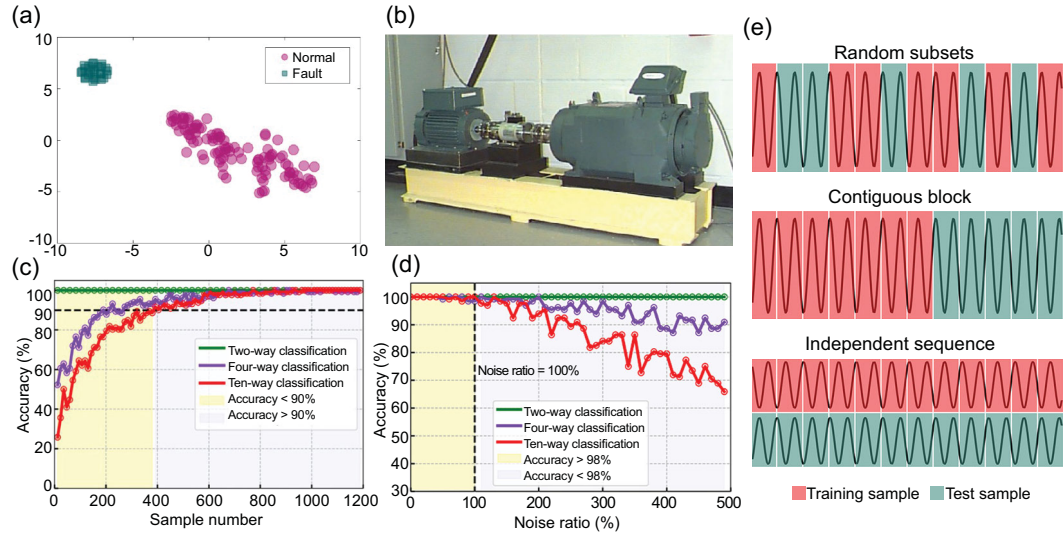 (a)
10
5
0
-5
-10
-10
-5
0
5
10
Normal
Fault
(b)
(c)
Accuracy (%)
100
90
80
60
40
20
0
0
200
400
600
800
1000
1200
Sample number
Two-way classification
Four-way classification
Ten-way classification
Accuracy < 90%
Accuracy > 90%
(d)
Accuracy (%)
100
90
80
70
60
50
40
30
0
100
200
300
400
500
Noise ratio (%)
Noise ratio = 100%
Two-way classification
Four-way classification
Ten-way classification
Accuracy > 98%
Accuracy < 98%
(e)
Random subsets
Contiguous block
Independent sequence
Training sample
Test sample